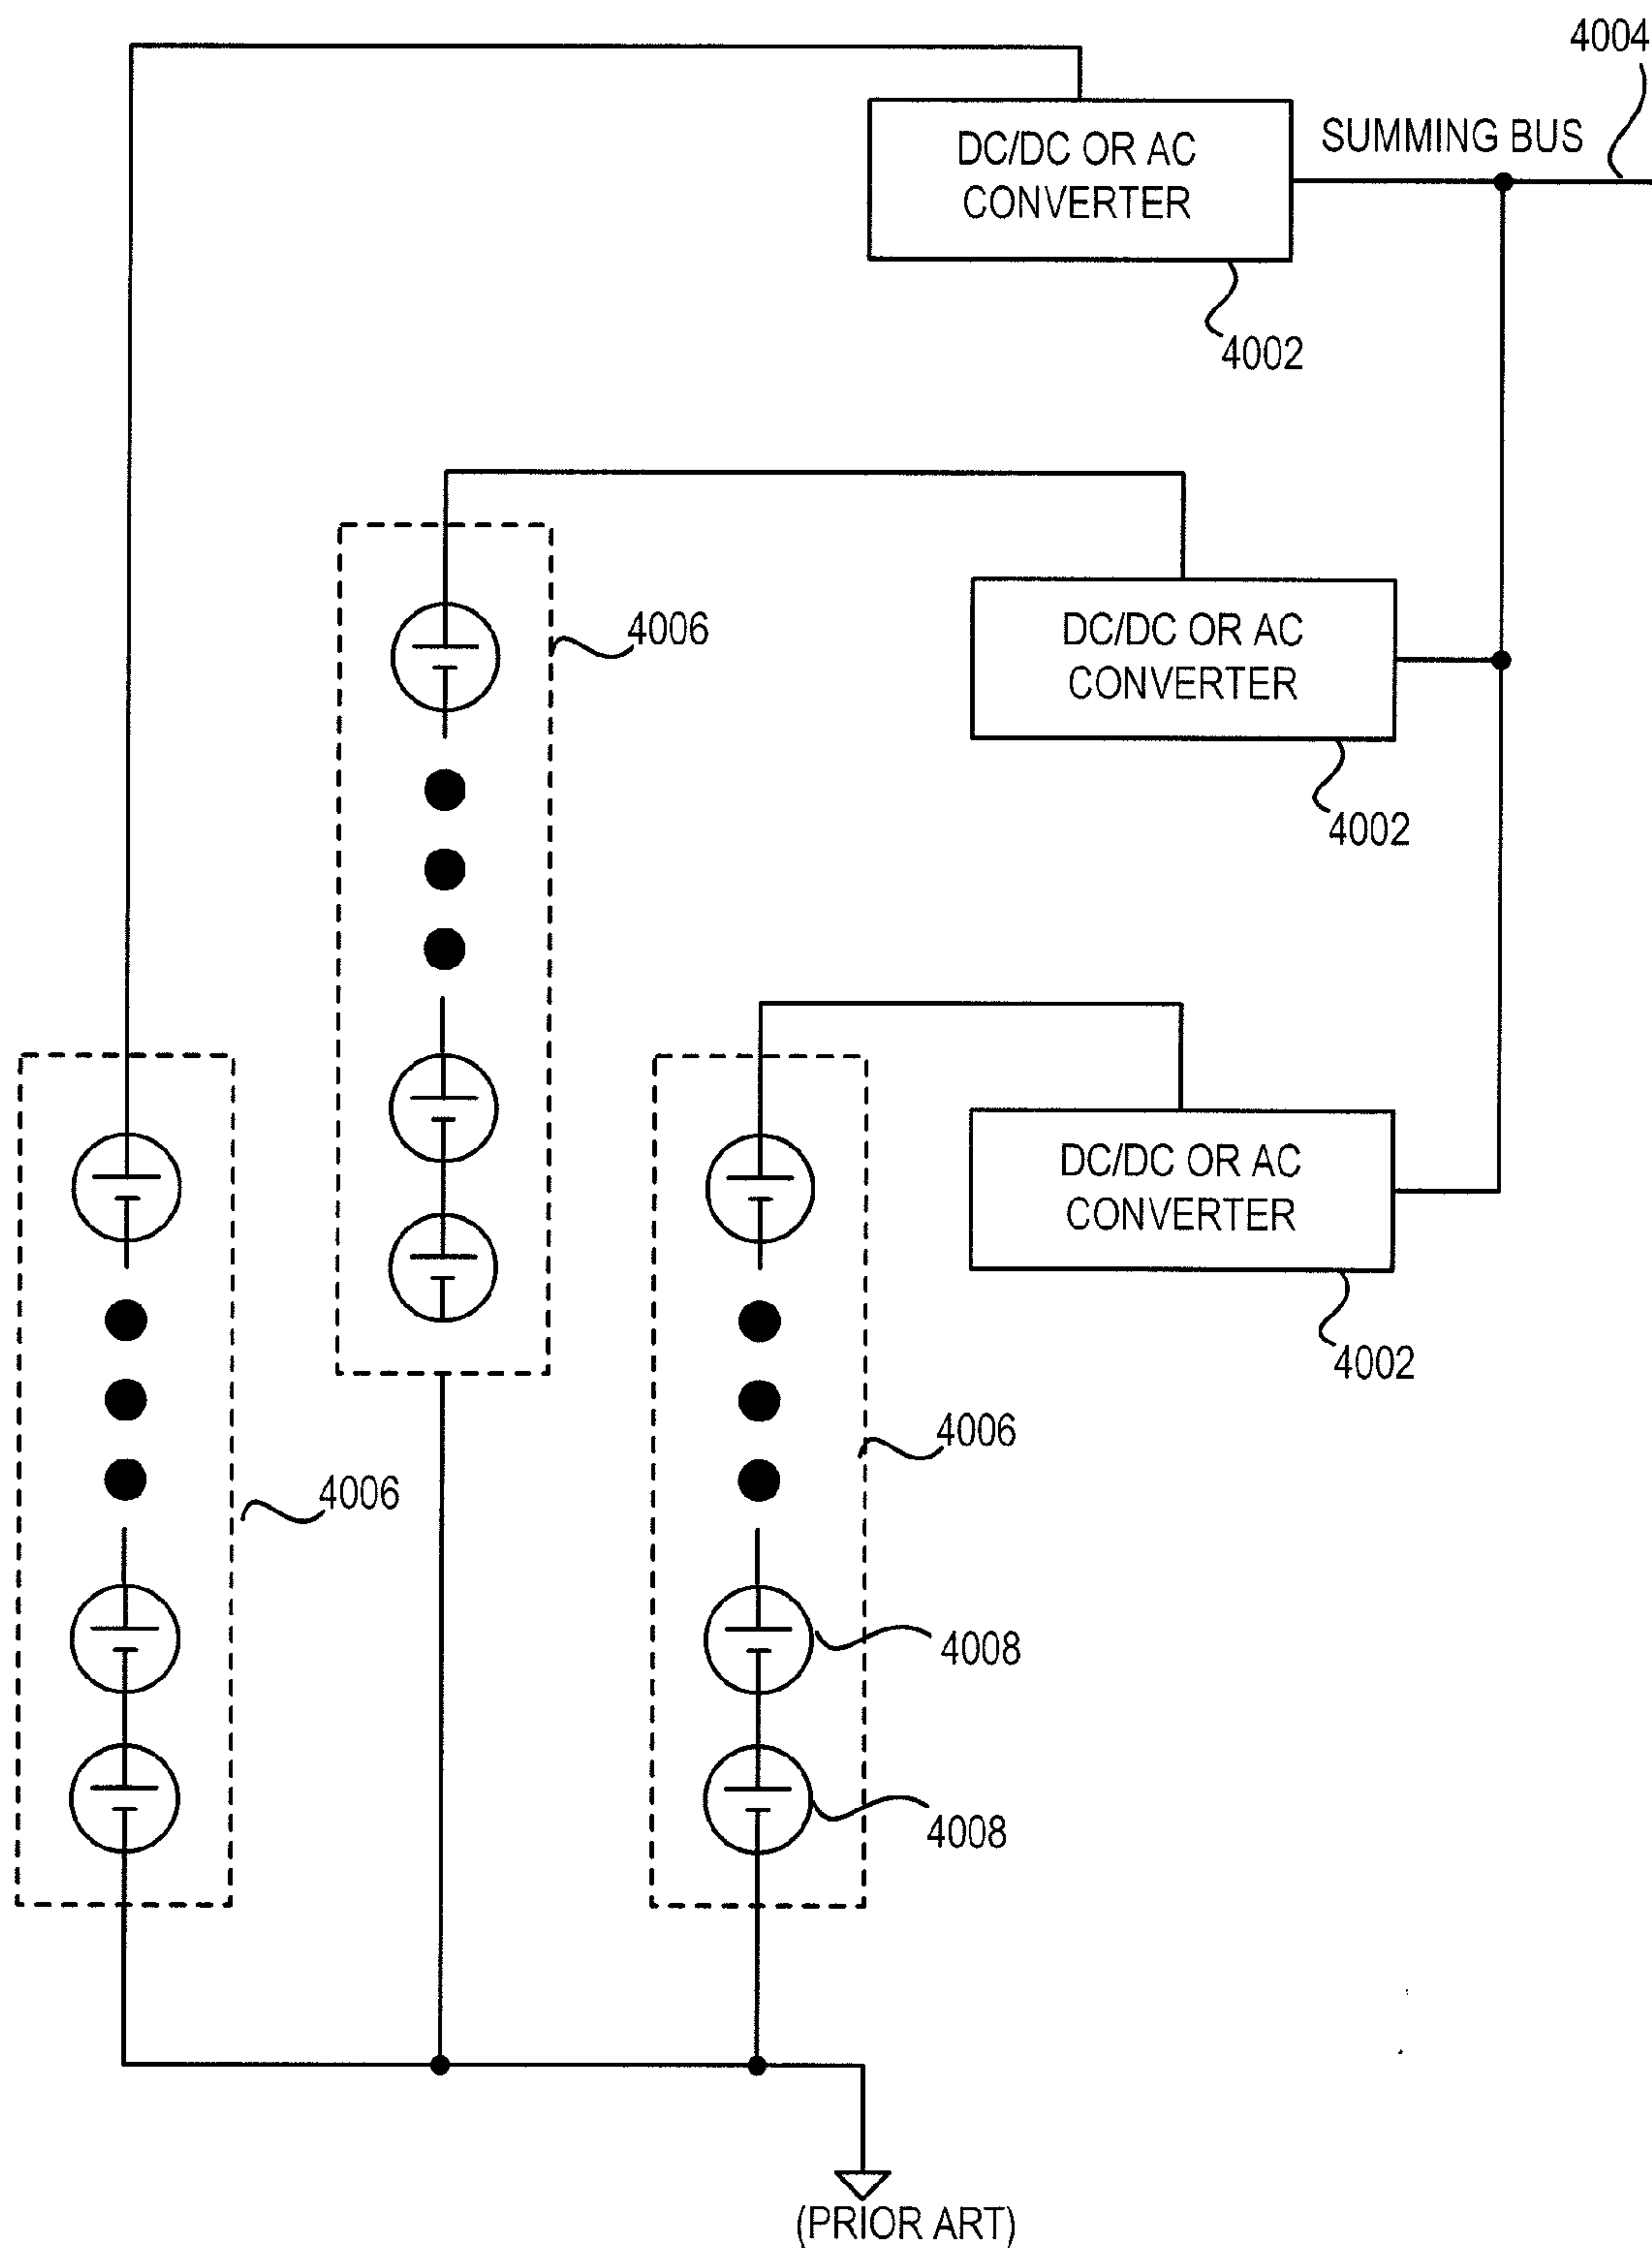 4004
SUMMING BUS
DC/DC OR AC
CONVERTER
4002
4006
DC/DC OR AC
CONVERTER
4002
DC/DC OR AC
CONVERTER
4002
4006
4006
4008
4008
(PRIOR ART)